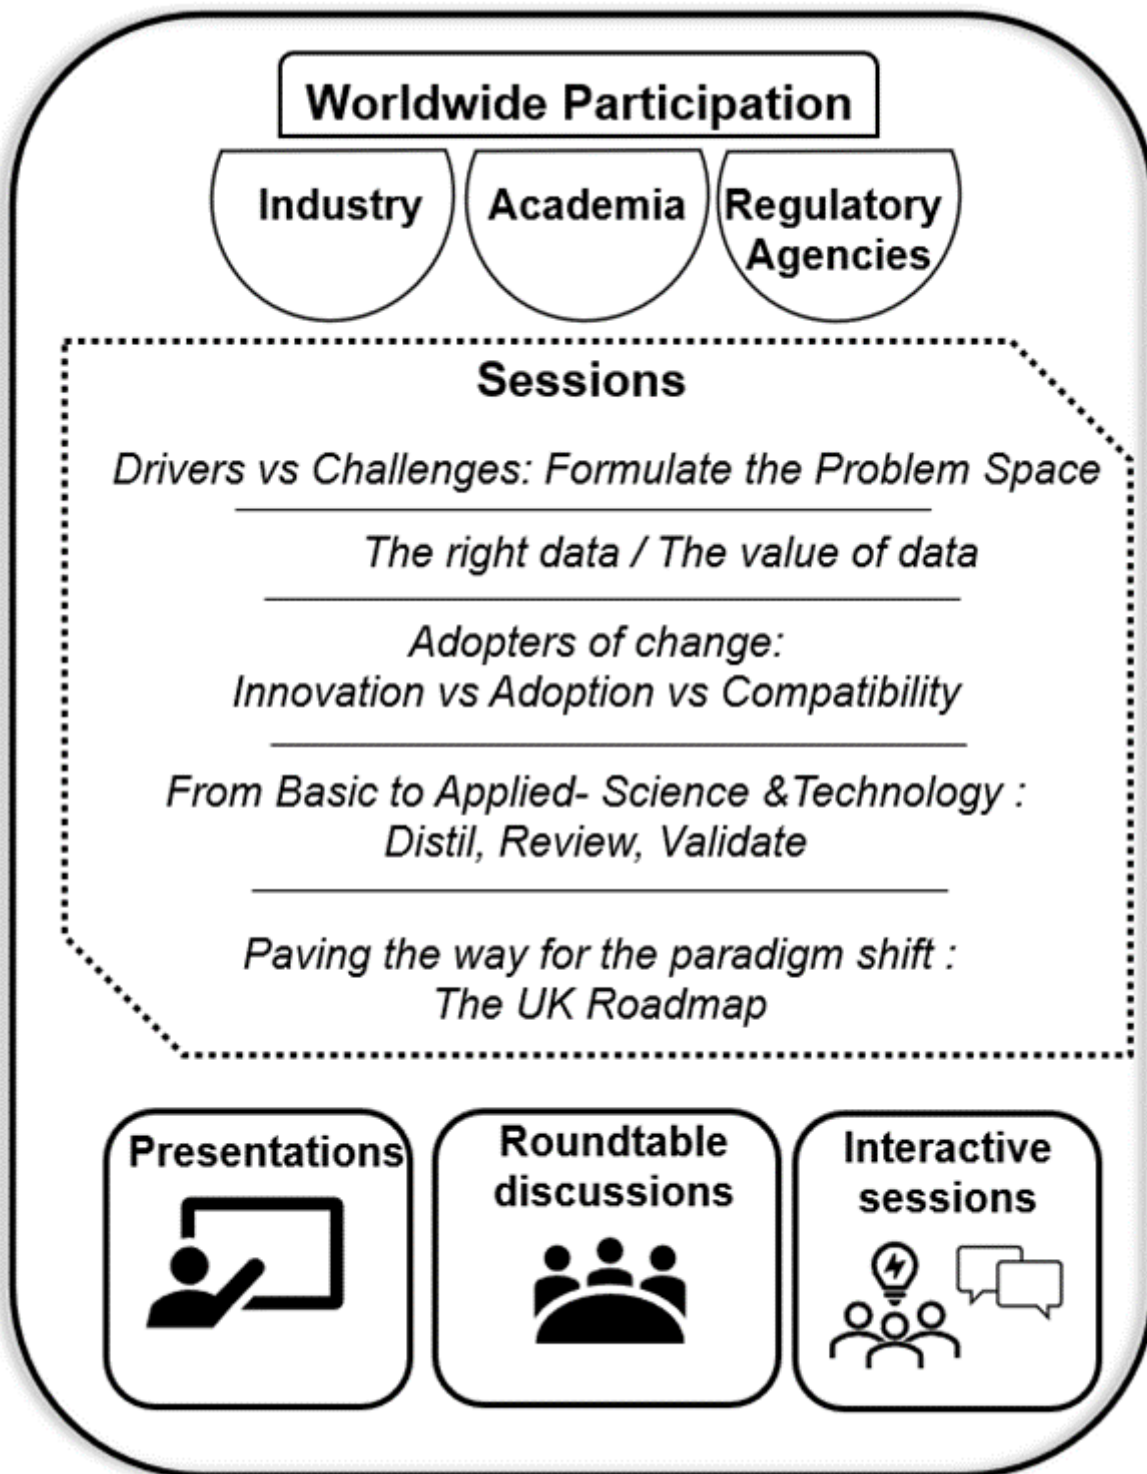 Worldwide Participation
Industry
Academia
Regulatory
Agencies
Sessions
Drivers vs Challenges: Formulate the Problem Space
The right data / The value of data
Adopters of change:
Innovation vs Adoption vs Compatibility
From Basic to Applied- Science &Technology :
Distil, Review, Validate
Paving the way for the paradigm shift :
The UK Roadmap
Presentations
Roundtable
discussions
Interactive
sessions